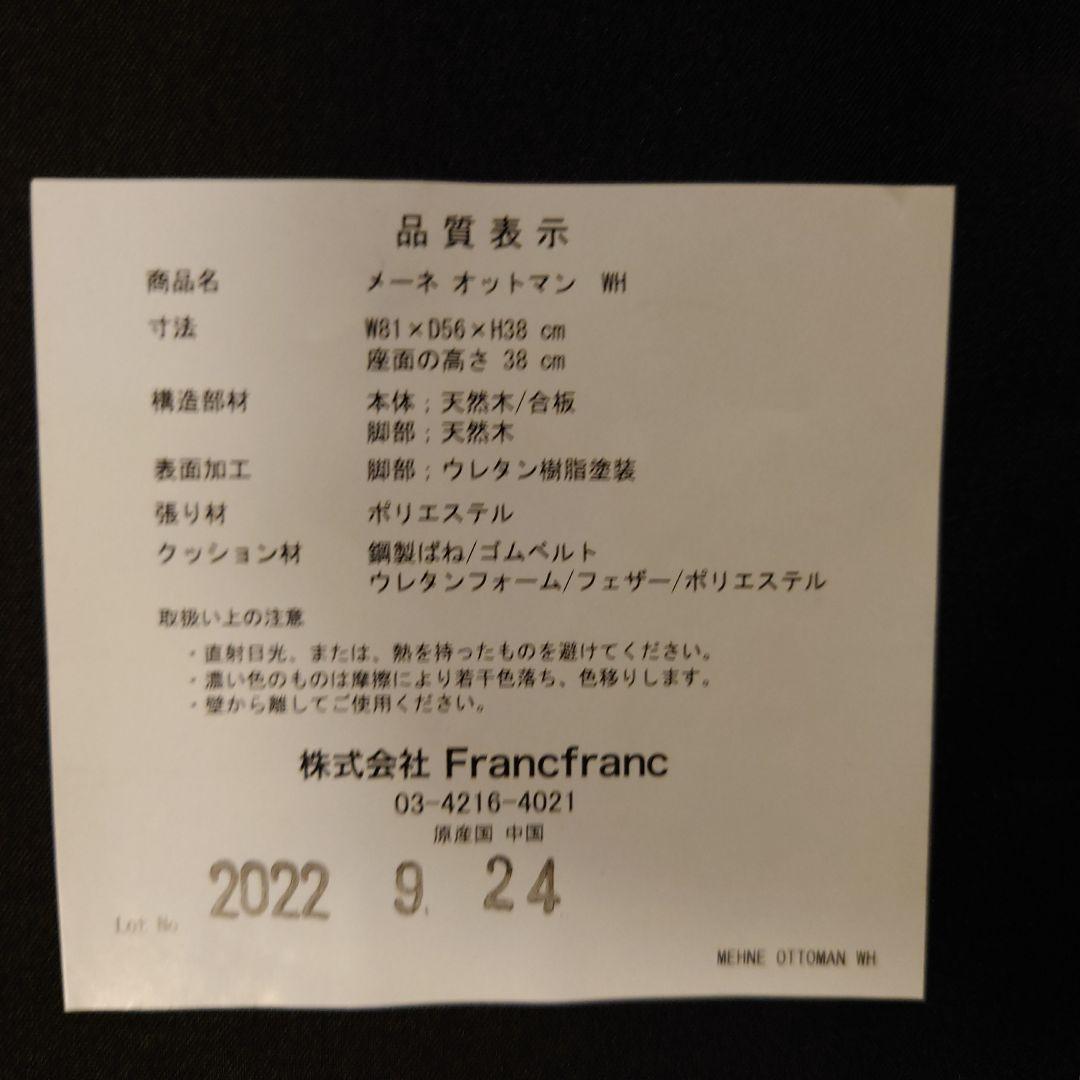 品質表示
商品名 メーネ オットマン WH
寸法 W81×D56×H38 cm
座面の高さ 38 cm
構造部材 本体；天然木/合板
脚部；天然木
表面加工 脚部；ウレタン樹脂塗装
張り材 ポリエステル
クッション材 鋼製ばね/ゴムベルト
ウレタンフォーム/フェザー/ポリエステル
取扱い上の注意
・直射日光、または、熱を持ったものを避けてください。
・濃い色のものは摩擦により若干色落ち、色移りします。
・壁から離してご使用ください。
株式会社 Francfranc
03-4216-4021
原産国 中国
Lot No 2022 9. 24
MEHNE OTTOMAN WH